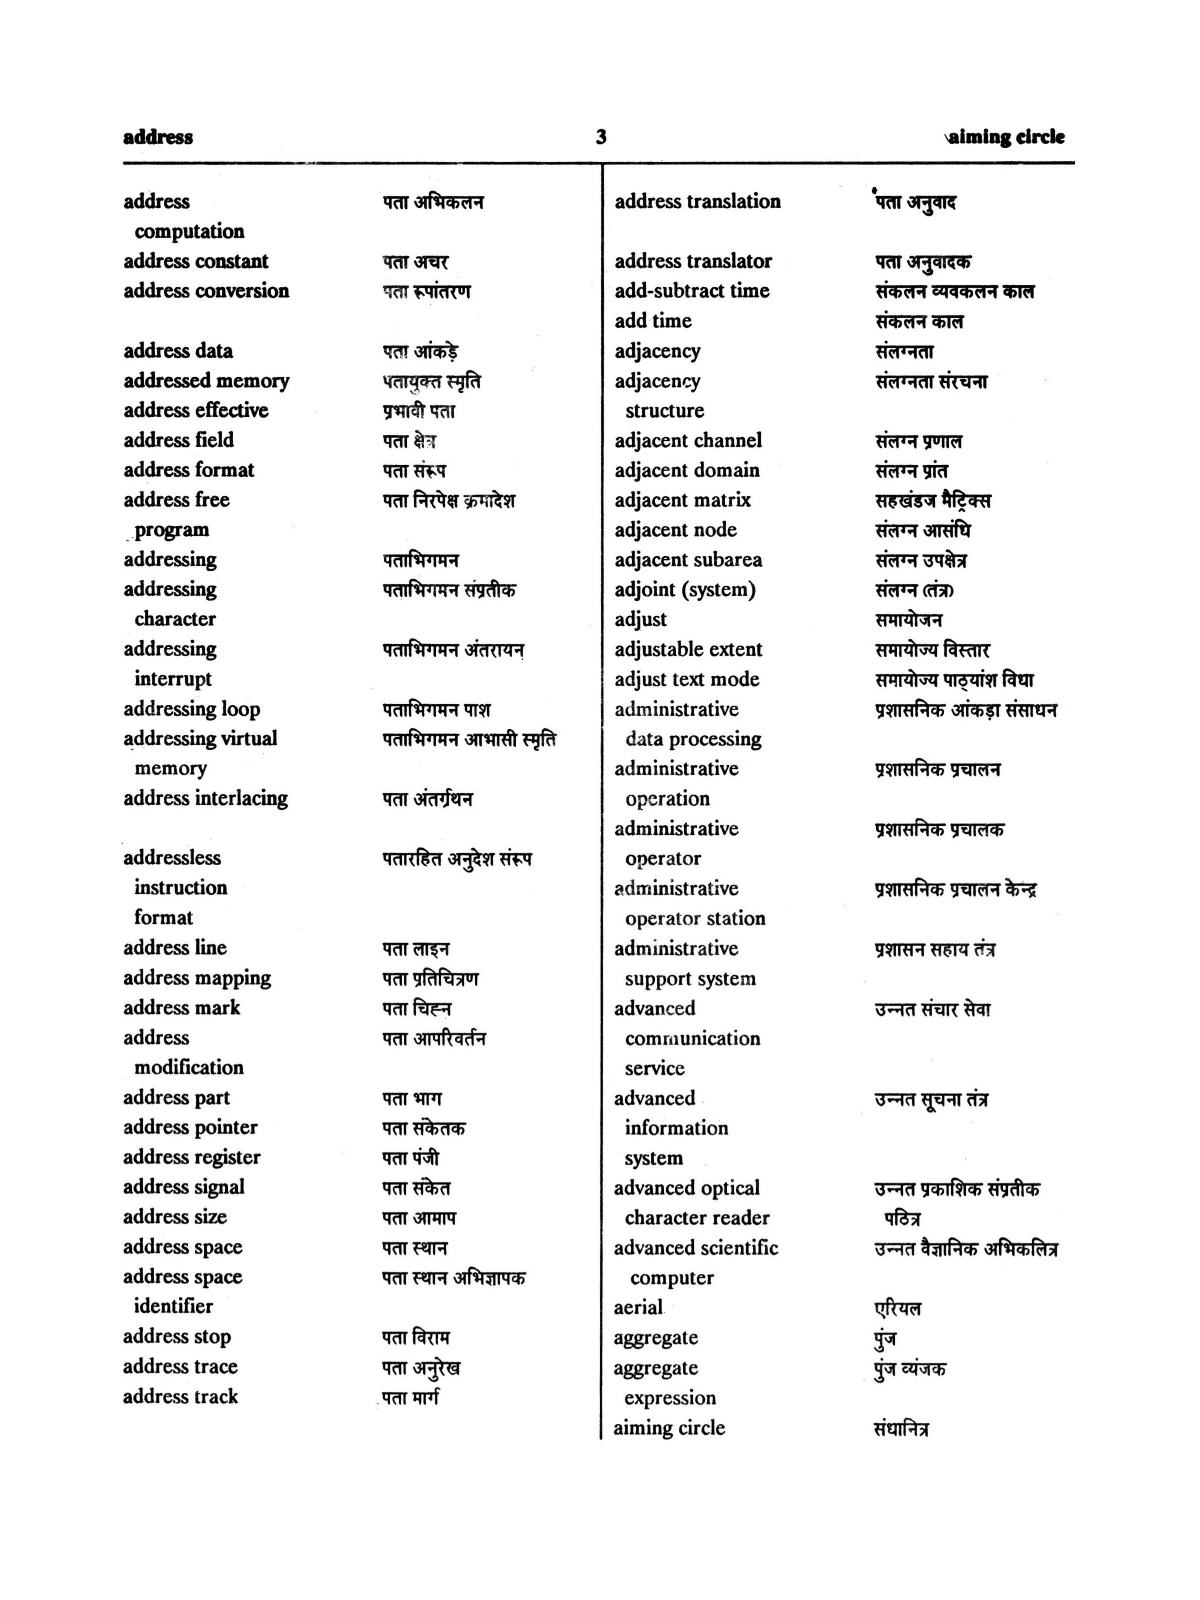 address 3 aiming circle
address पता अभिकलन
computation
address constant पता अचर
address conversion पता रूपांतरण
address data पता आंकड़े
addressed memory पतायुक्त स्मृति
address effective प्रभावी पता
address field पता क्षेत्र
address format पता संरूप
address free पता निरपेक्ष क्रमादेश
program
addressing पताभिगमन
addressing पताभिगमन संप्रतीक
character
addressing पताभिगमन अंतरायन
interrupt
addressing loop पताभिगमन पाश
addressing virtual पताभिगमन आभासी स्मृति
memory
address interlacing पता अंतर्ग्रथन
addressless पतारहित अनुदेश संरूप
instruction
format
address line पता लाइन
address mapping पता प्रतिचित्रण
address mark पता चिह्न
address पता आपरिवर्तन
modification
address part पता भाग
address pointer पता संकेतक
address register पता पंजी
address signal पता संकेत
address size पता आमाप
address space पता स्थान
address space पता स्थान अभिज्ञापक
identifier
address stop पता विराम
address trace पता अनुरेख
address track पता मार्ग
address translation पता अनुवाद
address translator पता अनुवादक
add-subtract time संकलन व्यवकलन काल
add time संकलन काल
adjacency संलग्नता
adjacency संलग्नता संरचना
structure
adjacent channel संलग्न प्रणाल
adjacent domain संलग्न प्रांत
adjacent matrix सहखंडज मैट्रिक्स
adjacent node संलग्न आसंधि
adjacent subarea संलग्न उपक्षेत्र
adjoint (system) संलग्न (तंत्र)
adjust समायोजन
adjustable extent समायोज्य विस्तार
adjust text mode समायोज्य पाठ्यांश विधा
administrative प्रशासनिक आंकड़ा संसाधन
data processing
administrative प्रशासनिक प्रचालन
operation
administrative प्रशासनिक प्रचालक
operator
administrative प्रशासनिक प्रचालन केन्द्र
operator station
administrative प्रशासन सहाय तंत्र
support system
advanced उन्नत संचार सेवा
communication
service
advanced उन्नत सूचना तंत्र
information
system
advanced optical उन्नत प्रकाशिक संप्रतीक
character reader पठित्र
advanced scientific उन्नत वैज्ञानिक अभिकलित्र
computer
aerial एरियल
aggregate पुंज
aggregate पुंज व्यंजक
expression
aiming circle संधानित्र